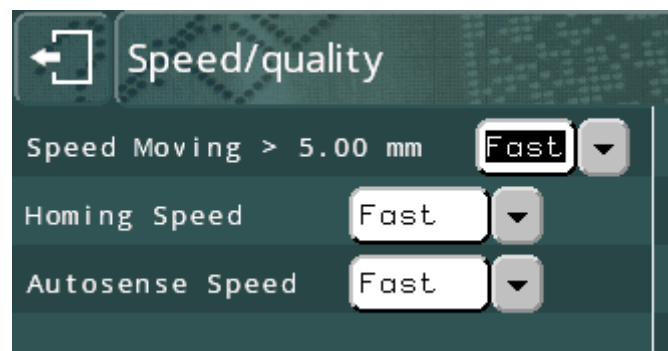 Speed/quality
Speed Moving > 5.00 mm Fast
Homing Speed Fast
Autosense Speed Fast